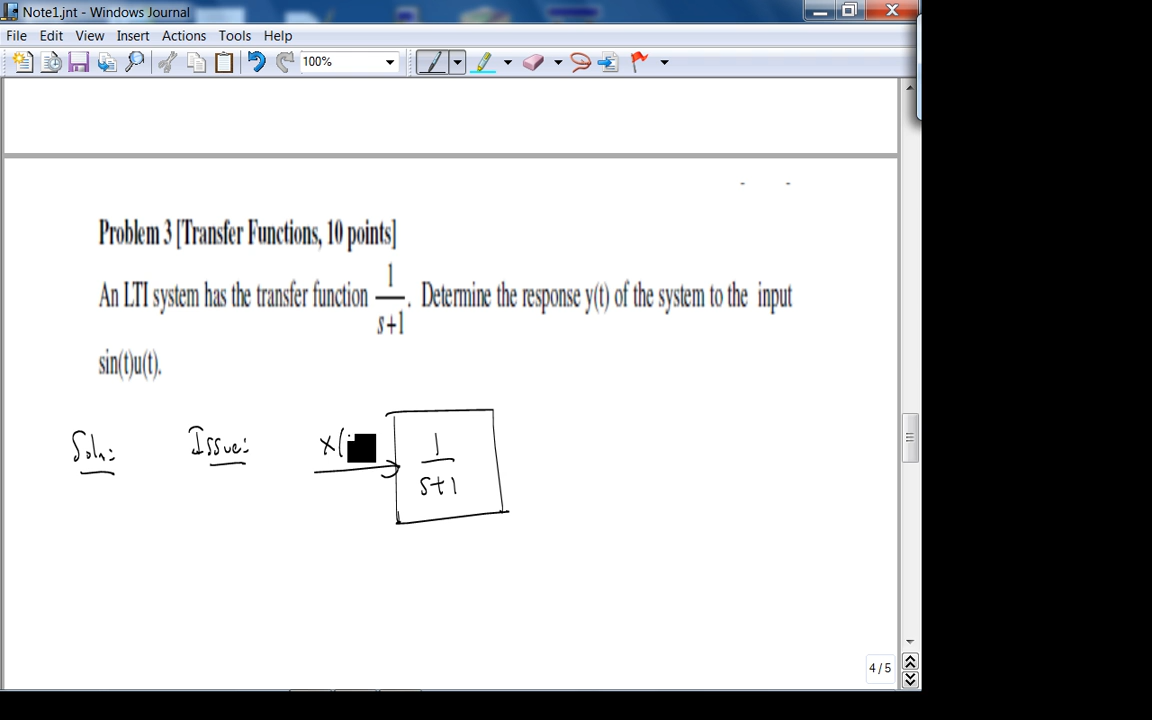 Note1.jnt - Windows Journal
File Edit View Insert Actions Tools Help
100%
Problem 3 [Transfer Functions, 10 points]
An LTI system has the transfer function 1/(s+1). Determine the response y(t) of the system to the input
sin(t)u(t).
Soln: Issue: x( 1/(s+1)
4 / 5